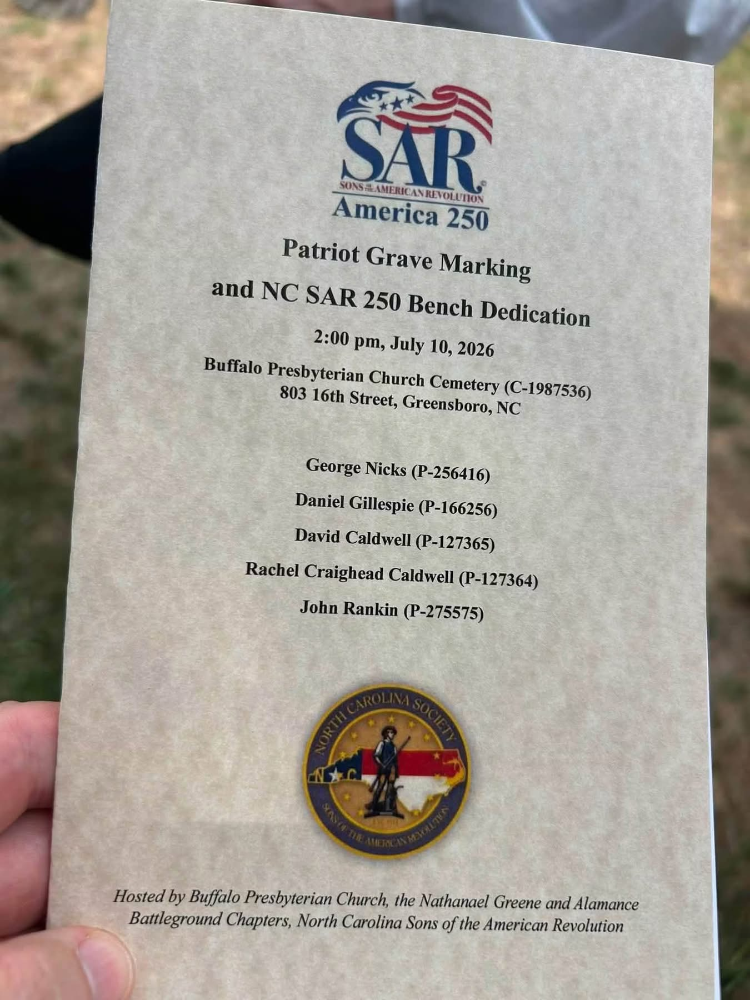 SAR©
SONS OF THE AMERICAN REVOLUTION
America 250
Patriot Grave Marking
and NC SAR 250 Bench Dedication
2:00 pm, July 10, 2026
Buffalo Presbyterian Church Cemetery (C-1987536)
803 16th Street, Greensboro, NC
George Nicks (P-256416)
Daniel Gillespie (P-166256)
David Caldwell (P-127365)
Rachel Craighead Caldwell (P-127364)
John Rankin (P-275575)
NORTH CAROLINA SOCIETY
N C
SONS OF THE AMERICAN REVOLUTION
Hosted by Buffalo Presbyterian Church, the Nathanael Greene and Alamance
Battleground Chapters, North Carolina Sons of the American Revolution